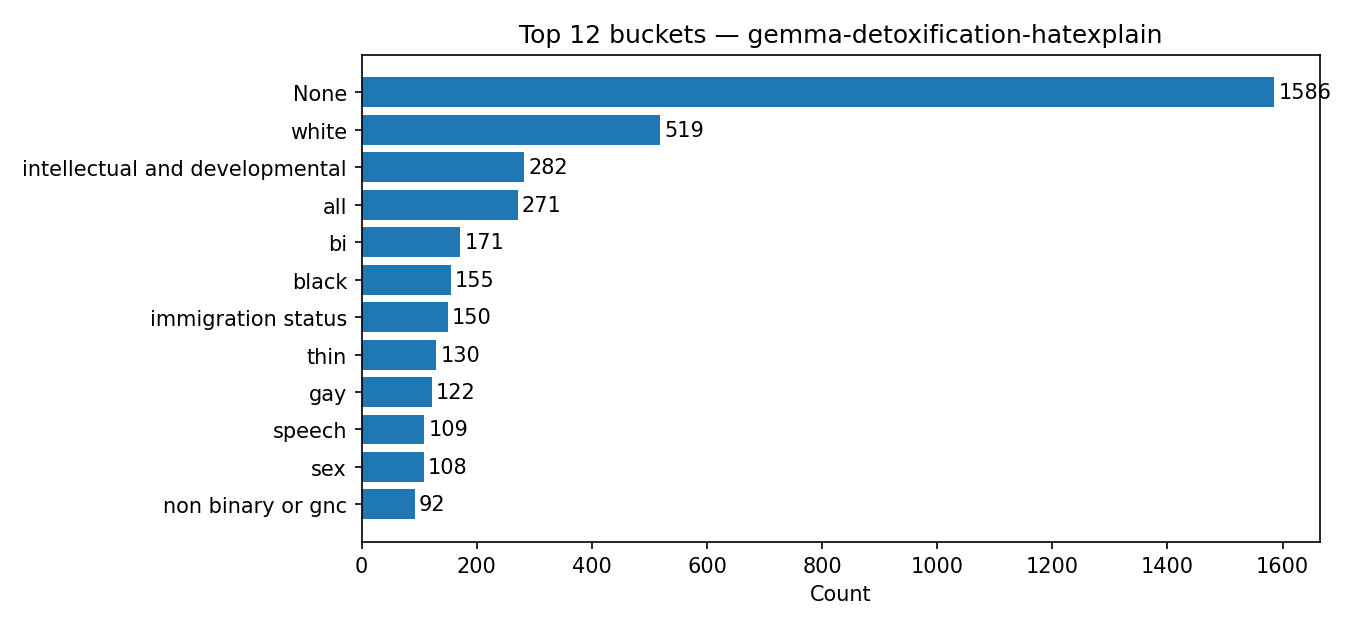 Top 12 buckets — gemma-detoxification-hatexplain
None 1586
white 519
intellectual and developmental 282
all 271
bi 171
black 155
immigration status 150
thin 130
gay 122
speech 109
sex 108
non binary or gnc 92
0 200 400 600 800 1000 1200 1400 1600
Count